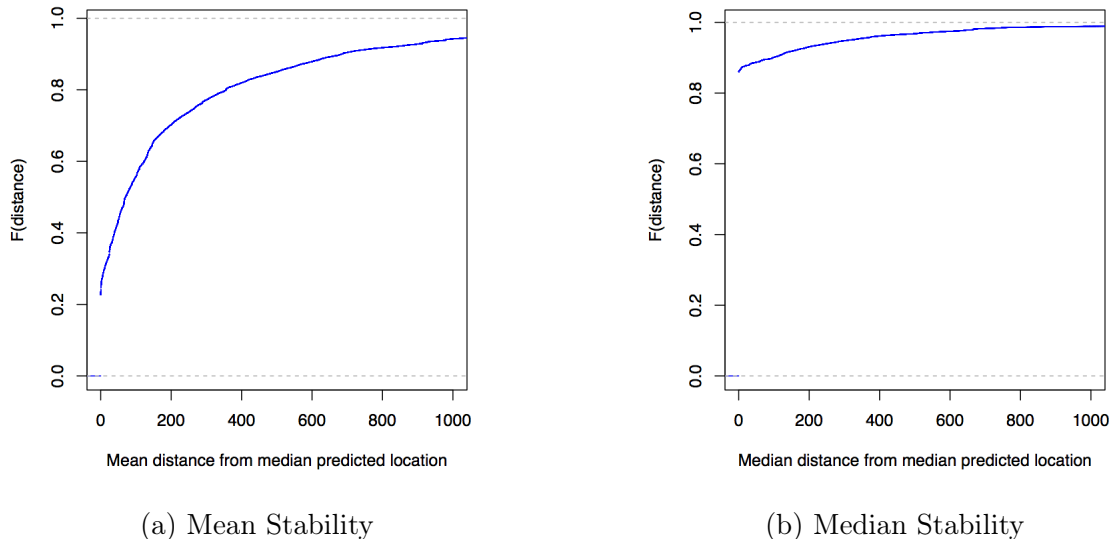 1.0
0.8
0.6
0.4
0.2
0.0
F(distance)
0 200 400 600 800 1000
Mean distance from median predicted location
(a) Mean Stability
1.0
0.8
0.6
0.4
0.2
0.0
F(distance)
0 200 400 600 800 1000
Median distance from median predicted location
(b) Median Stability